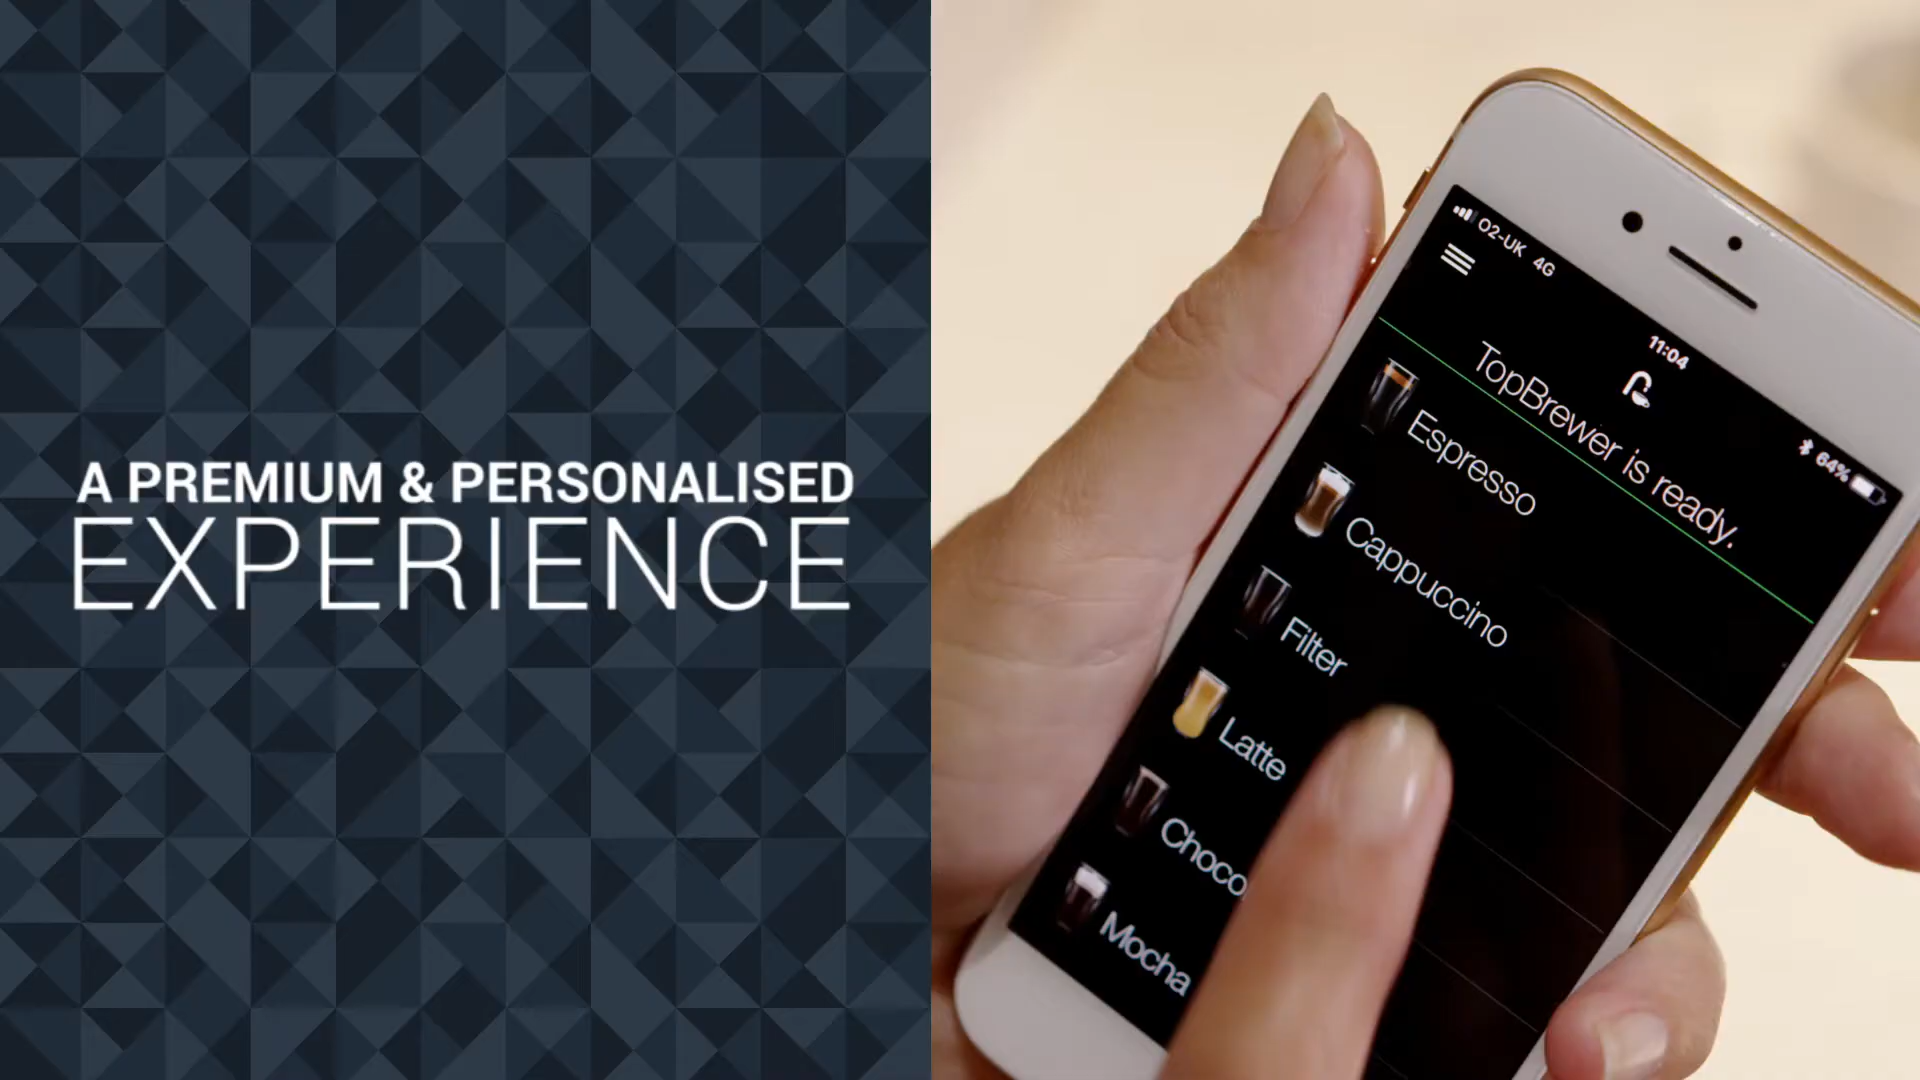 A PREMIUM & PERSONALISED
EXPERIENCE
O2-UK 4G
11:04
64%
TopBrewer is ready.
Espresso
Cappuccino
Filter
Latte
Choco
Mocha